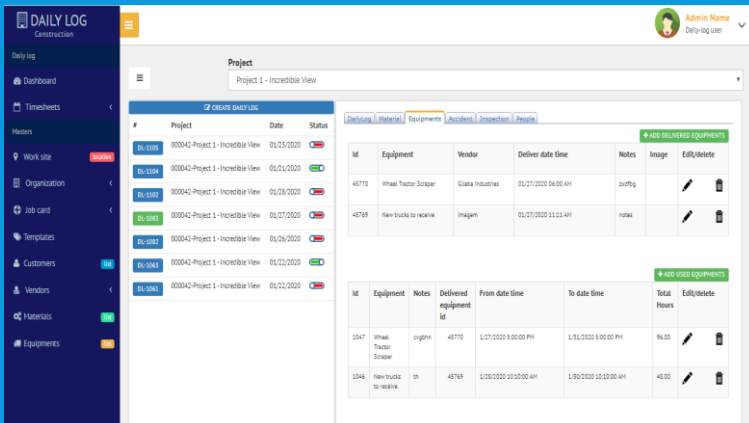 DAILY LOG
Construction
Admin Name
Daily-log user
Daily log
Dashboard
Timesheets
Masters
Work site location
Organization
Job card
Templates
Customers list
Vendors
Materials list
Equipments list
Project
Project 1 - Incredible View
CREATE DAILY LOG
# Project Date Status
DL-1105 000042-Project 1 - Incredible View 01/23/2020
DL-1104 000042-Project 1 - Incredible View 01/21/2020
DL-1102 000042-Project 1 - Incredible View 01/28/2020
DL-1083 000042-Project 1 - Incredible View 01/27/2020
DL-1082 000042-Project 1 - Incredible View 01/26/2020
DL-1063 000042-Project 1 - Incredible View 01/22/2020
DL-1061 000042-Project 1 - Incredible View 01/22/2020
DailyLog Material Equipments Accident Inspection People
+ ADD DELIVERED EQUIPMENTS
Id Equipment Vendor Deliver date time Notes Image Edit/delete
45770 Wheel Tractor Scraper Gilaba Industries 01/27/2020 06:00 AM zxdfbg
45769 New trucks to receive Imagem 01/27/2020 11:11 AM notes
+ ADD USED EQUIPMENTS
Id Equipment Notes Delivered equipment id From date time To date time Total Hours Edit/delete
1047 Wheel Tractor Scraper cvgbhn 45770 1/27/2020 5:00:00 PM 1/31/2020 5:00:00 PM 96.00
1046 New trucks to receive th 45769 1/28/2020 10:10:00 AM 1/30/2020 10:10:00 AM 48.00